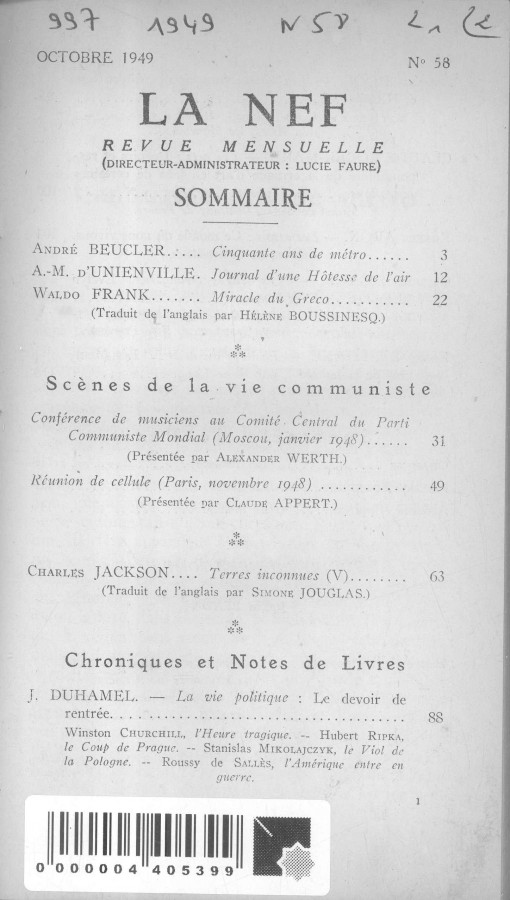 997 1949 N 58
OCTOBRE 1949
N° 58
LA NEF
REVUE MENSUELLE
(DIRECTEUR-ADMINISTRATEUR : LUCIE FAURE)
SOMMAIRE
ANDRÉ BEUCLER..... Cinquante ans de métro...... 3
A.-M. D'UNIENVILLE. Journal d'une Hôtesse de l'air 12
WALDO FRANK....... Miracle du Greco........... 22
(Traduit de l'anglais par HÉLÈNE BOUSSINESQ.)
Scènes de la vie communiste
Conférence de musiciens au Comité Central du Parti
Communiste Mondial (Moscou, janvier 1948)...... 31
(Présentée par ALEXANDER WERTH.)
Réunion de cellule (Paris, novembre 1948) ............ 49
(Présentée par CLAUDE APPERT.)
CHARLES JACKSON.... Terres inconnues (V)........ 63
(Traduit de l'anglais par SIMONE JOUGLAS.)
Chroniques et Notes de Livres
J. DUHAMEL. — La vie politique : Le devoir de
rentrée...................................... 88
Winston CHURCHILL, l'Heure tragique. -- Hubert RIPKA,
le Coup de Prague. -- Stanislas MIKOLAJCZYK, le Viol de
la Pologne. -- Roussy de SALLÈS, l'Amérique entre en
guerre.
1
0 000004 405399